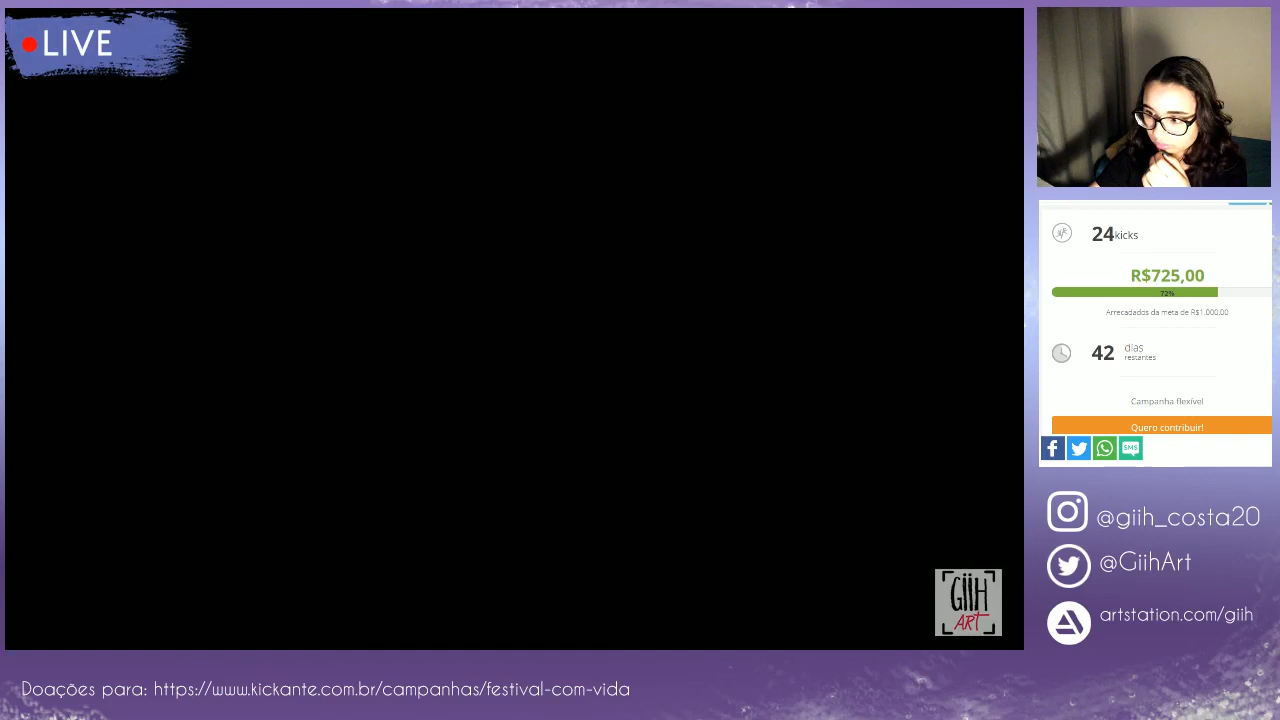 LIVE
24 kicks
R$725,00
72%
Arrecadados da meta de R$1.000,00
42 dias
restantes
Campanha flexível
Quero contribuir!
SMS
@giih_costa20
@GiihArt
artstation.com/giih
GiiH
ART
Doações para: https://www.kickante.com.br/campanhas/festival-com-vida